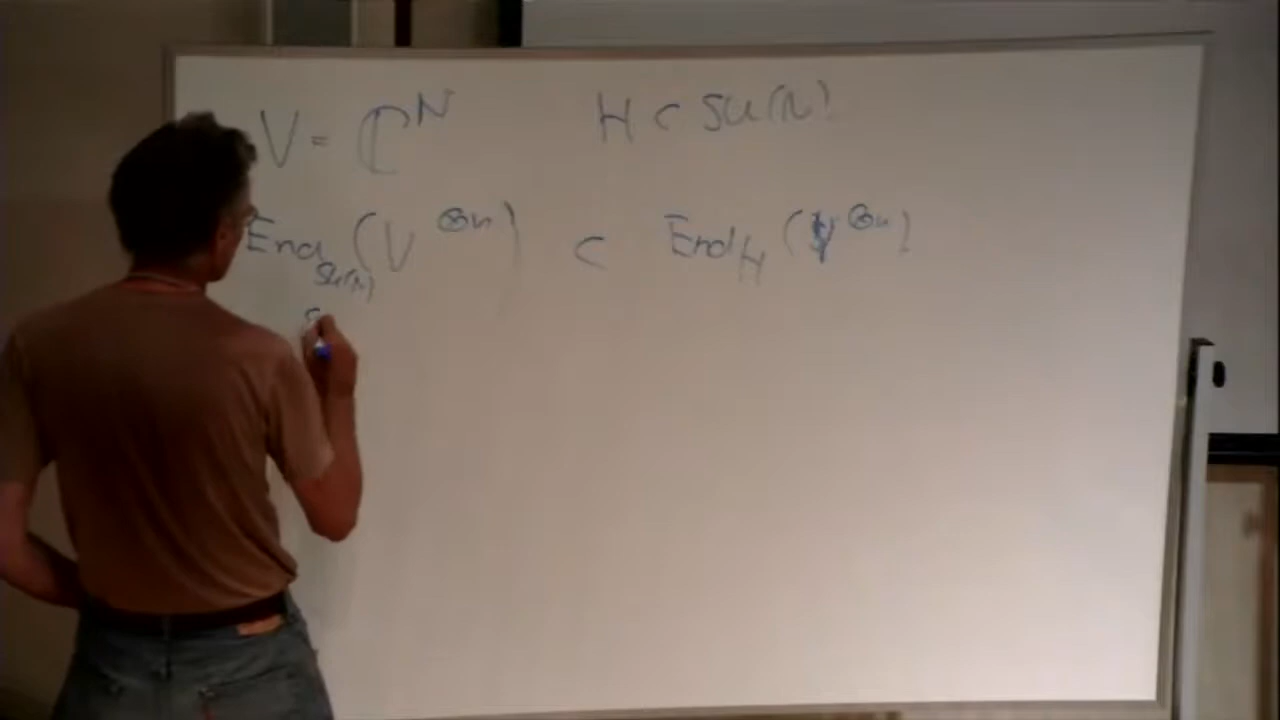 V = ℂ^N H ⊂ SU(N)
End_{SU(N)} (V^{⊗n}) ⊂ End_H (V^{⊗n})